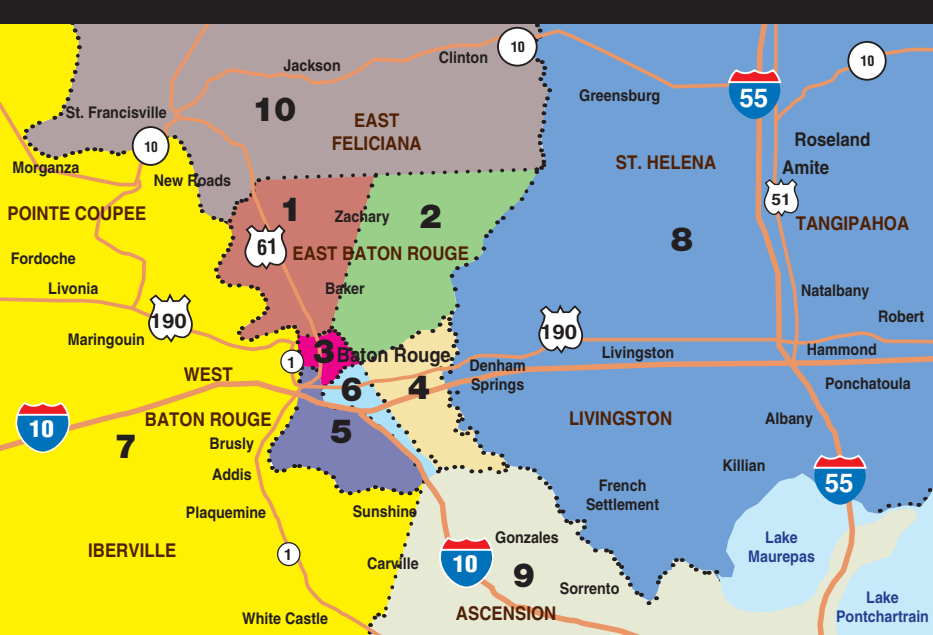 10
Jackson
Clinton
10
10
Greensburg
55
St. Francisville
10
EAST
FELICIANA
Roseland
10
Morganza
New Roads
ST. HELENA
Amite
51
POINTE COUPEE
1
Zachary
2
TANGIPAHOA
61
EAST BATON ROUGE
8
Fordoche
Livonia
Baker
Natalbany
190
190
Robert
Maringouin
1
3
Baton Rouge
Livingston
Hammond
WEST
6
4
Denham
Springs
Ponchatoula
10
BATON ROUGE
7
5
LIVINGSTON
Albany
Brusly
Addis
Killian
55
French
Settlement
Plaquemine
Sunshine
IBERVILLE
1
Gonzales
Lake
Maurepas
Carville
10
9
Sorrento
White Castle
ASCENSION
Lake
Pontchartrain